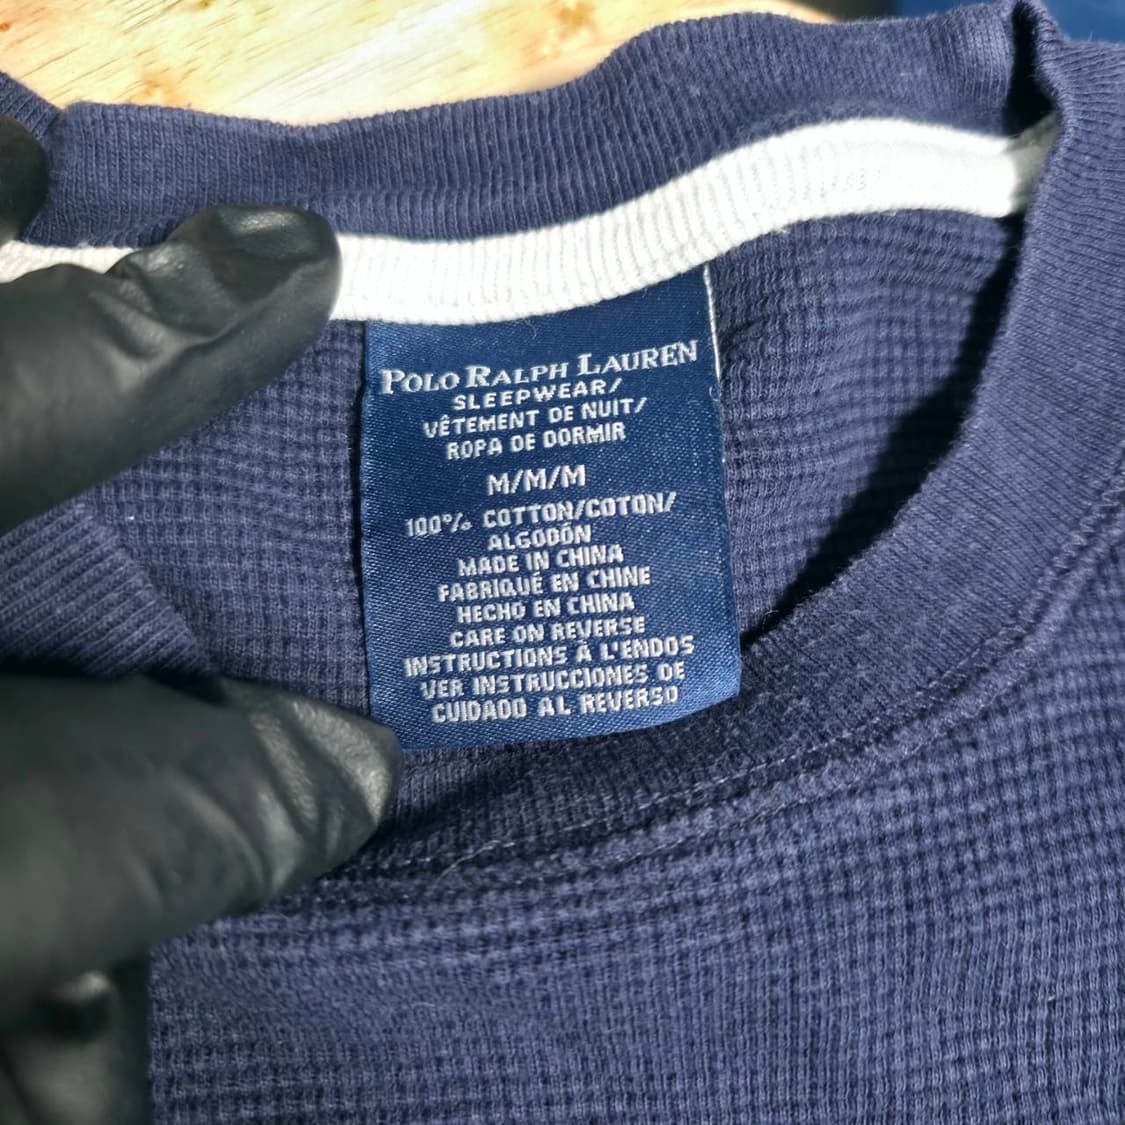 POLO RALPH LAUREN
SLEEPWEAR/
VÊTEMENT DE NUIT/
ROPA DE DORMIR
M/M/M
100% COTTON/COTON/
ALGODÓN
MADE IN CHINA
FABRIQUÉ EN CHINE
HECHO EN CHINA
CARE ON REVERSE
INSTRUCTIONS À L'ENDOS
VER INSTRUCCIONES DE
CUIDADO AL REVERSO